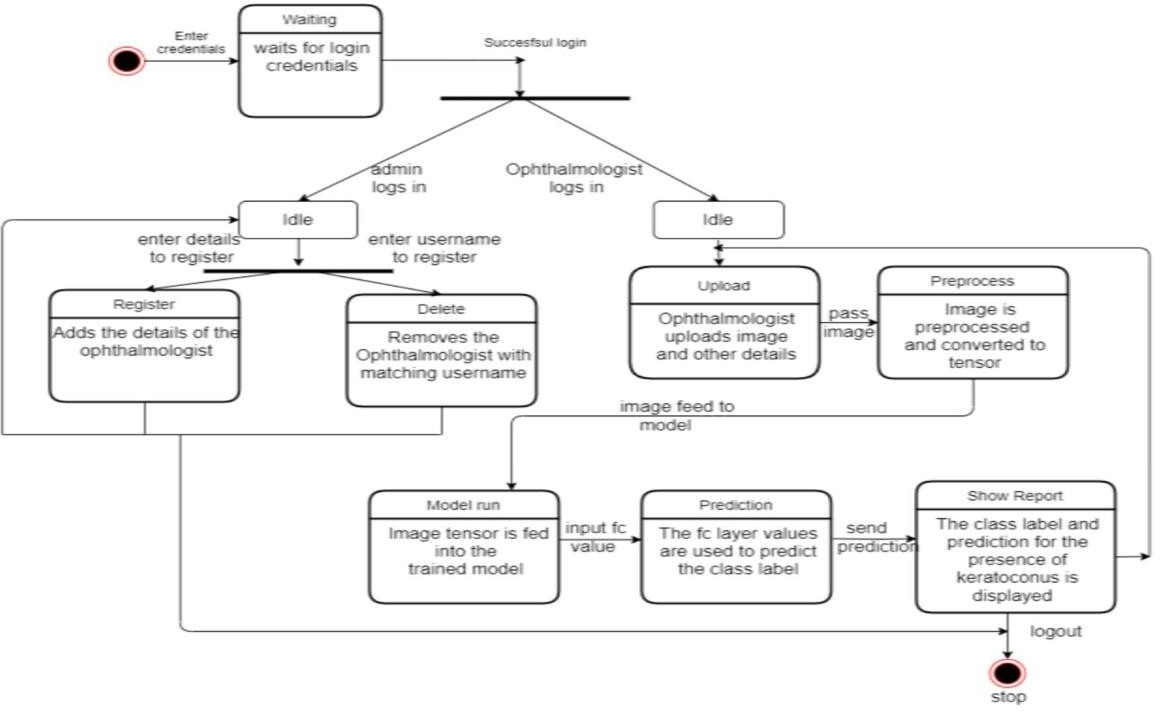 Waiting
Enter
credentials
waits for login
credentials
Succesfsul login
admin
logs in
Ophthalmologist
logs in
Idle
Idle
enter details
to register
enter username
to register
Register
Adds the details of the
ophthalmologist
Delete
Removes the
Ophthalmologist with
matching username
Upload
Ophthalmologist
uploads image
and other details
pass
image
Preprocess
Image is
preprocessed
and converted to
tensor
image feed to
model
Model run
Image tensor is fed
into the
trained model
input fc
value
Prediction
The fc layer values
are used to predict
the class label
send
prediction
Show Report
The class label and
prediction for the
presence of
keratoconus is
displayed
logout
stop